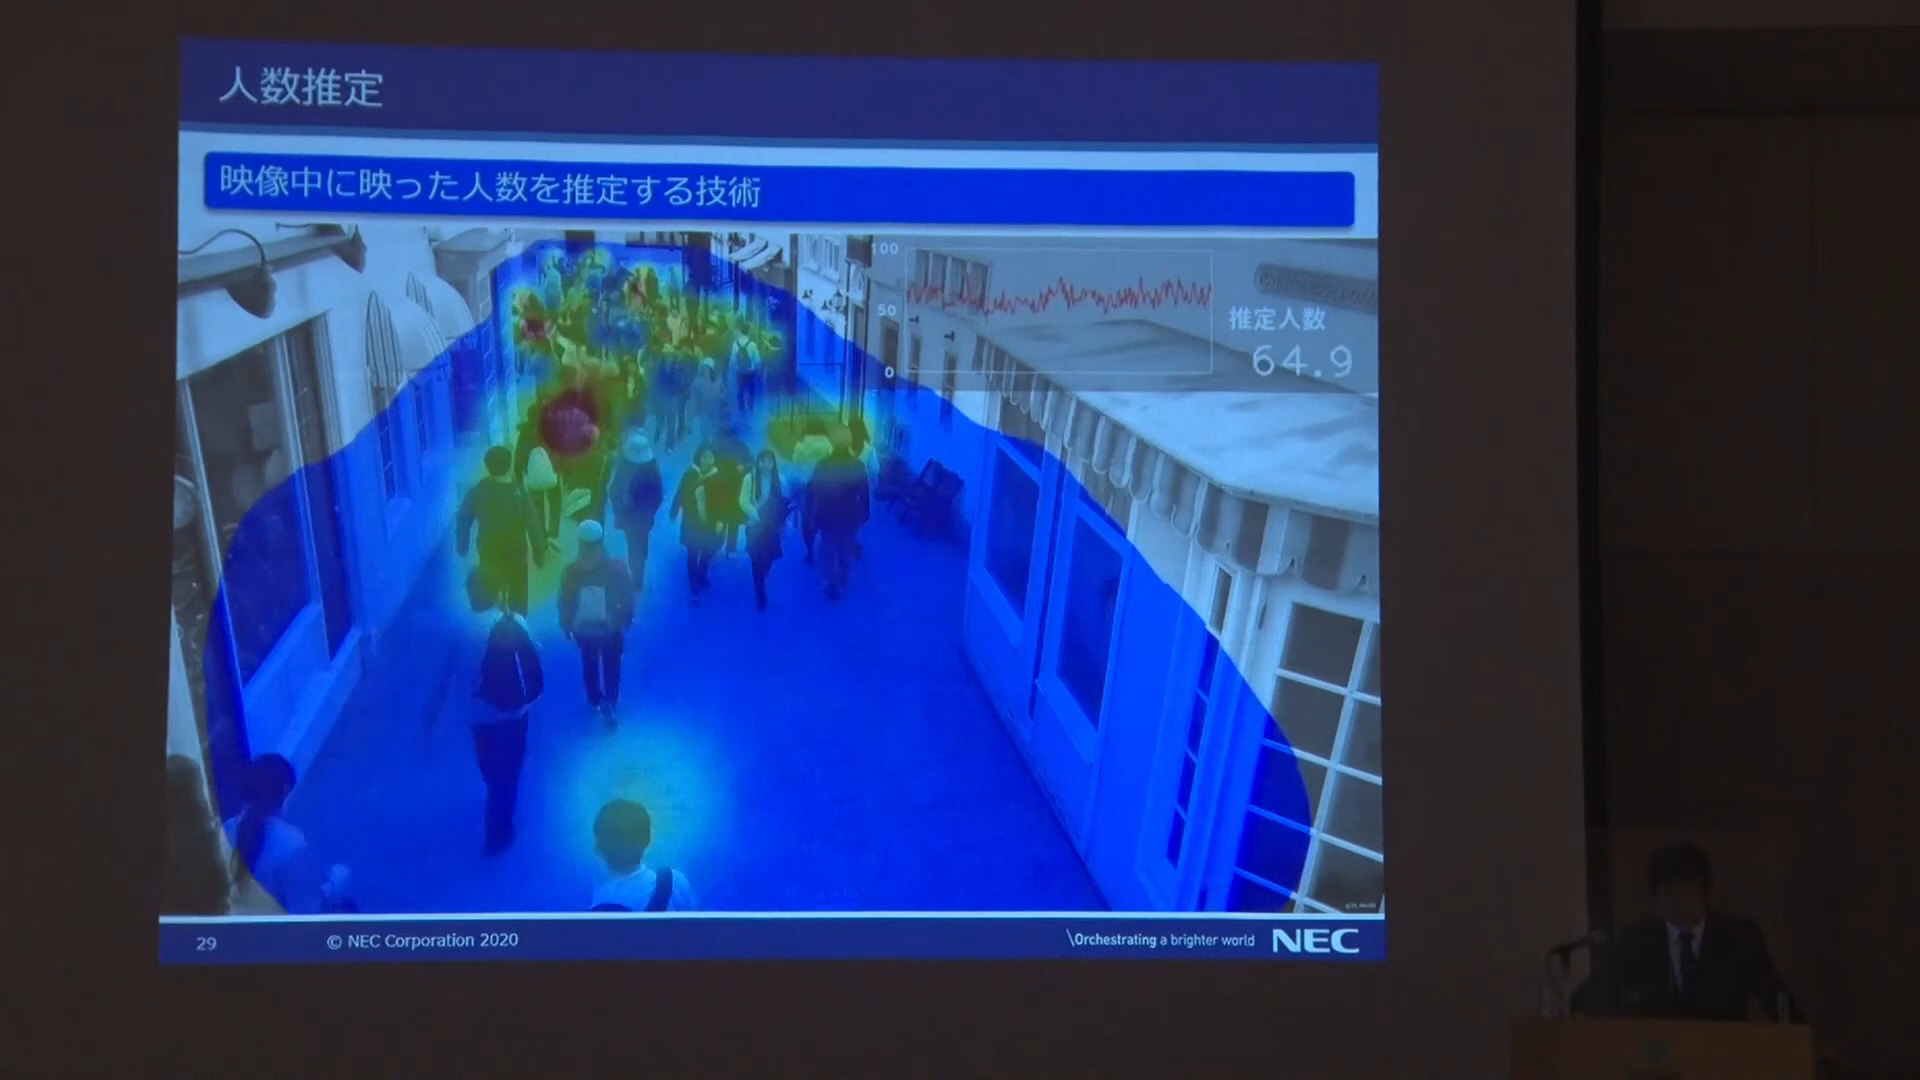 人数推定
映像中に映った人数を推定する技術
100
50
0
推定人数
64.9
29
© NEC Corporation 2020
\Orchestrating a brighter world
NEC